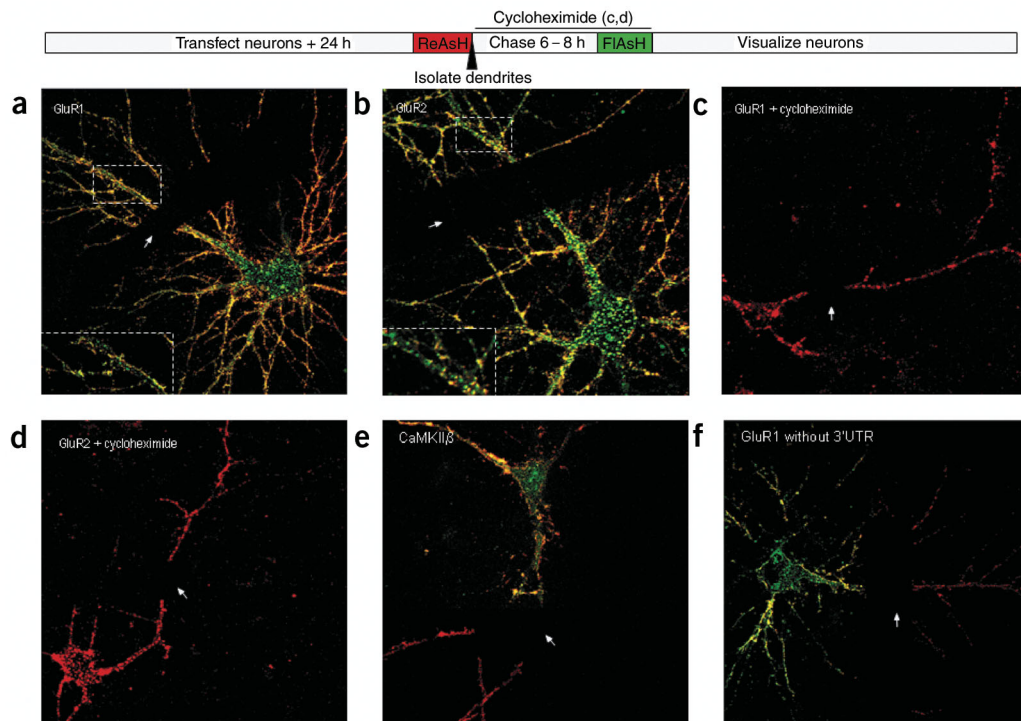 Cycloheximide (c,d)
Transfect neurons + 24 h ReAsH Chase 6 – 8 h FlAsH Visualize neurons
Isolate dendrites
a b c
GluR1 GluR2 GluR1 + cycloheximide
d e f
GluR2 + cycloheximide CaMKIIβ GluR1 without 3'UTR